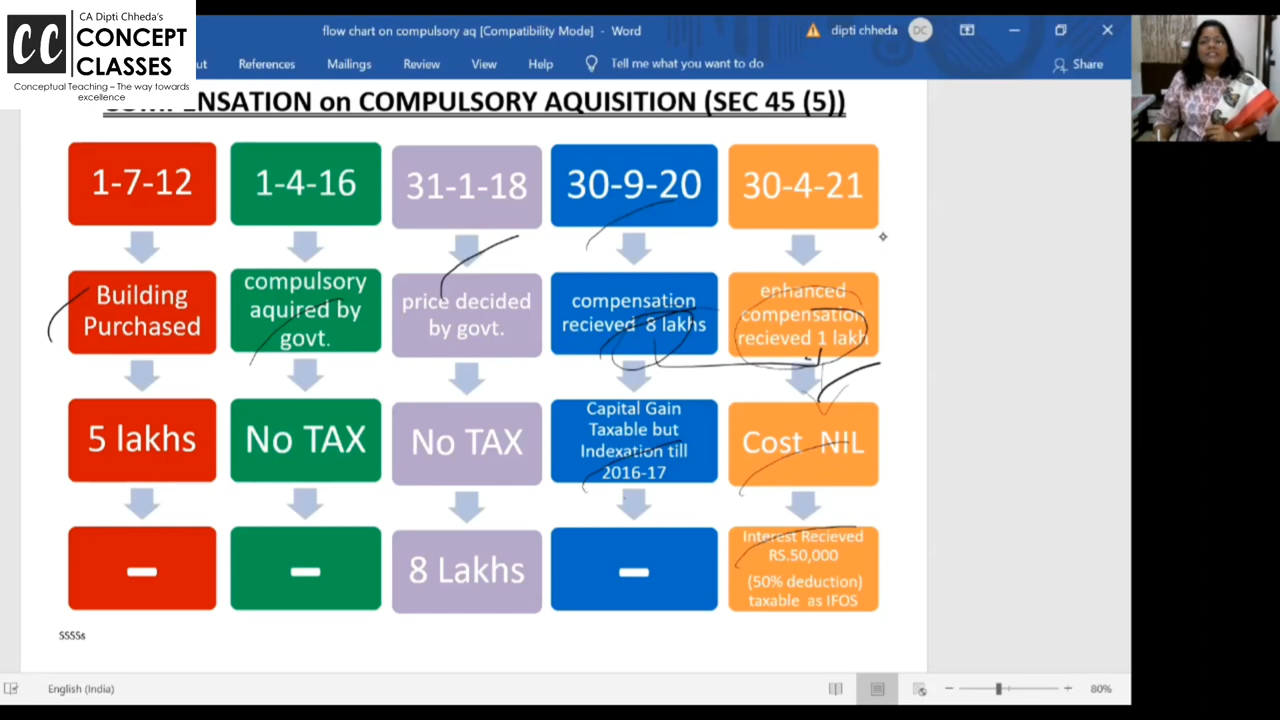 CA Dipti Chheda's
CONCEPT
CLASSES
CC
Conceptual Teaching – The way towards
excellence
flow chart on compulsory aq [Compatibility Mode] - Word
dipti chheda
DC
References Mailings Review View Help Tell me what you want to do
Share
ENSATION on COMPULSORY AQUISITION (SEC 45 (5))
1-7-12
1-4-16
31-1-18
30-9-20
30-4-21
Building
Purchased
compulsory
aquired by
govt.
price decided
by govt.
compensation
recieved 8 lakhs
enhanced
compensation
recieved 1 lakh
5 lakhs
No TAX
No TAX
Capital Gain
Taxable but
Indexation till
2016-17
Cost NIL
-
-
8 Lakhs
-
Interest Recieved
RS.50,000
(50% deduction)
taxable as IFOS
ssss
English (India)
80%